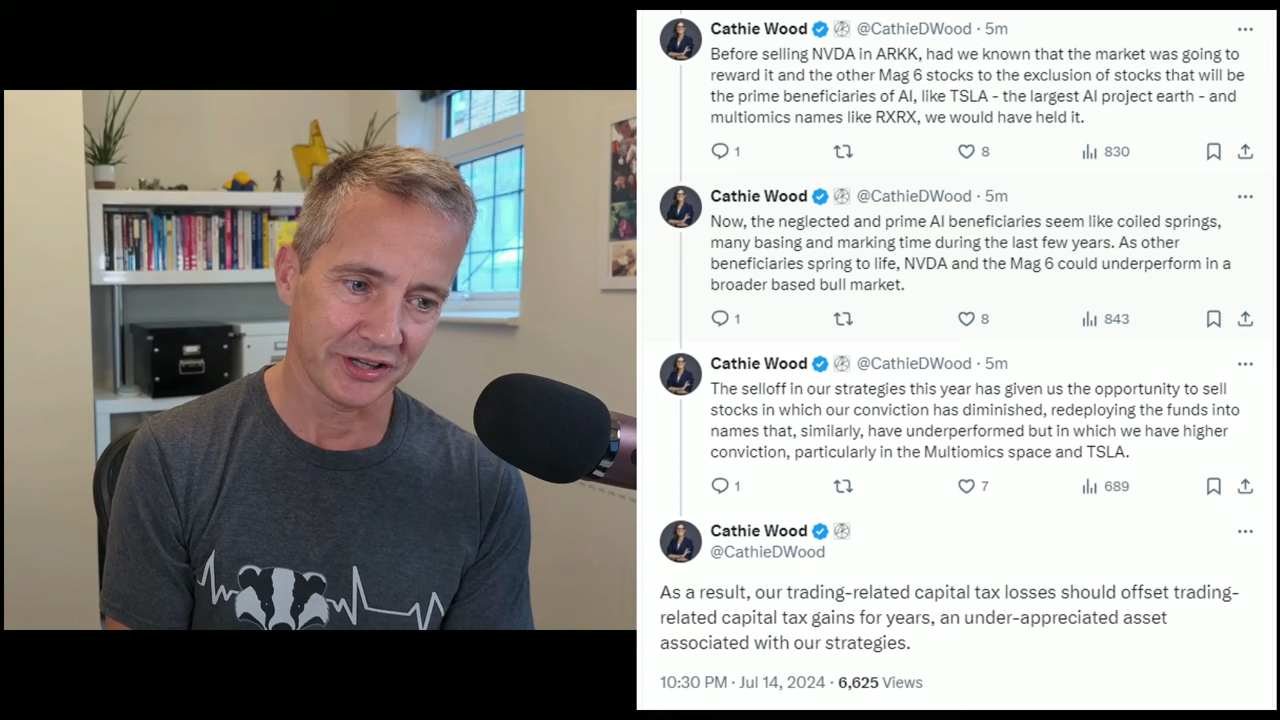 Cathie Wood @CathieDWood · 5m
Before selling NVDA in ARKK, had we known that the market was going to
reward it and the other Mag 6 stocks to the exclusion of stocks that will be
the prime beneficiaries of AI, like TSLA - the largest AI project earth - and
multiomics names like RXRX, we would have held it.
1 8 830
Cathie Wood @CathieDWood · 5m
Now, the neglected and prime AI beneficiaries seem like coiled springs,
many basing and marking time during the last few years. As other
beneficiaries spring to life, NVDA and the Mag 6 could underperform in a
broader based bull market.
1 8 843
Cathie Wood @CathieDWood · 5m
The selloff in our strategies this year has given us the opportunity to sell
stocks in which our conviction has diminished, redeploying the funds into
names that, similarly, have underperformed but in which we have higher
conviction, particularly in the Multiomics space and TSLA.
1 7 689
Cathie Wood
@CathieDWood
As a result, our trading-related capital tax losses should offset trading-
related capital tax gains for years, an under-appreciated asset
associated with our strategies.
10:30 PM · Jul 14, 2024 · 6,625 Views